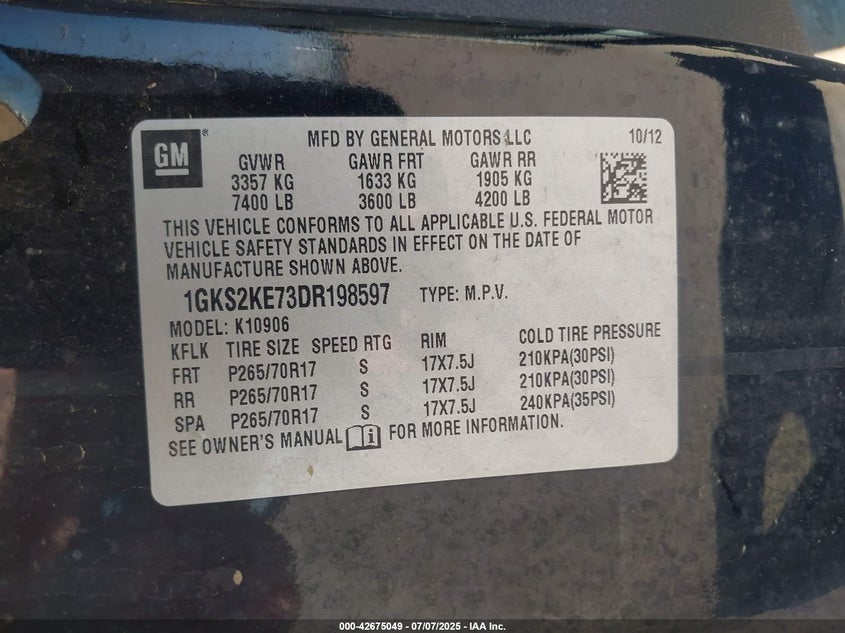 GM ®
MFD BY GENERAL MOTORS LLC 10/12
GVWR GAWR FRT GAWR RR
3357 KG 1633 KG 1905 KG
7400 LB 3600 LB 4200 LB
THIS VEHICLE CONFORMS TO ALL APPLICABLE U.S. FEDERAL MOTOR
VEHICLE SAFETY STANDARDS IN EFFECT ON THE DATE OF
MANUFACTURE SHOWN ABOVE.
1GKS2KE73DR198597 TYPE: M.P.V.
MODEL: K10906
KFLK TIRE SIZE SPEED RTG RIM COLD TIRE PRESSURE
FRT P265/70R17 S 17X7.5J 210KPA(30PSI)
RR P265/70R17 S 17X7.5J 210KPA(30PSI)
SPA P265/70R17 S 17X7.5J 240KPA(35PSI)
SEE OWNER'S MANUAL i FOR MORE INFORMATION.
000-42675049 - 07/07/2025 - IAA Inc.